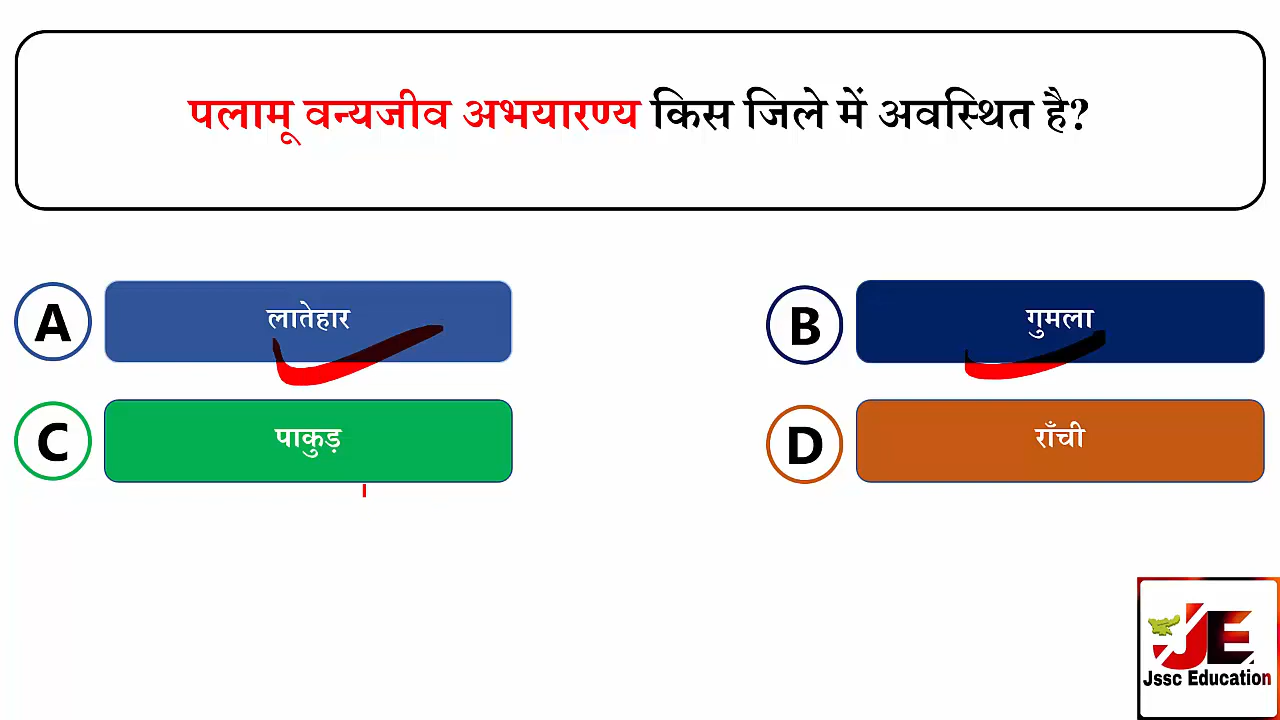 पलामू वन्यजीव अभयारण्य किस जिले में अवस्थित है?
A लातेहार
B गुमला
C पाकुड़
D राँची
JE
Jssc Education